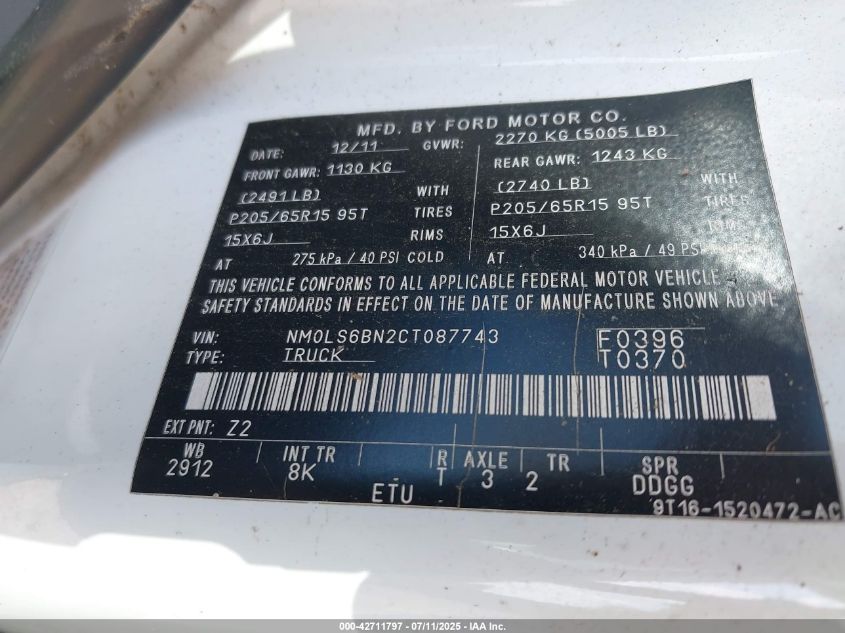 MFD. BY FORD MOTOR CO.
DATE: 12/11 GVWR: 2270 KG (5005 LB)
FRONT GAWR: 1130 KG REAR GAWR: 1243 KG
(2491 LB) WITH (2740 LB) WITH
P205/65R15 95T TIRES P205/65R15 95T TIRES
15X6J RIMS 15X6J RIMS
AT 275 kPa / 40 PSI COLD AT 340 kPa / 49 PSI
THIS VEHICLE CONFORMS TO ALL APPLICABLE FEDERAL MOTOR VEHICLE
SAFETY STANDARDS IN EFFECT ON THE DATE OF MANUFACTURE SHOWN ABOVE
VIN: NM0LS6BN2CT087743 F0396
TYPE: TRUCK T0370
EXT PNT: Z2
WB INT TR R AXLE TR SPR
2912 8K T 3 2 DDGG
ETU 9T16-1520472-AC
000-42711797 - 07/11/2025 - IAA Inc.